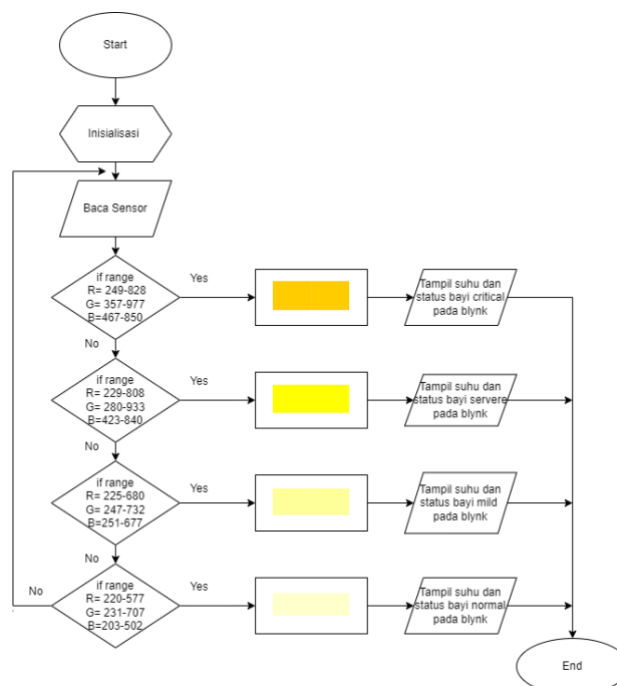 Start
Inisialisasi
Baca Sensor
if range
R= 249-828
G= 357-977
B=467-850
Yes
Tampil suhu dan
status bayi critical
pada blynk
No
if range
R= 229-808
G= 280-933
B=423-840
Yes
Tampil suhu dan
status bayi servere
pada blynk
No
if range
R= 225-680
G= 247-732
B=251-677
Yes
Tampil suhu dan
status bayi mild
pada blynk
No
No
if range
R= 220-577
G= 231-707
B=203-502
Yes
Tampil suhu dan
status bayi normal
pada blynk
End